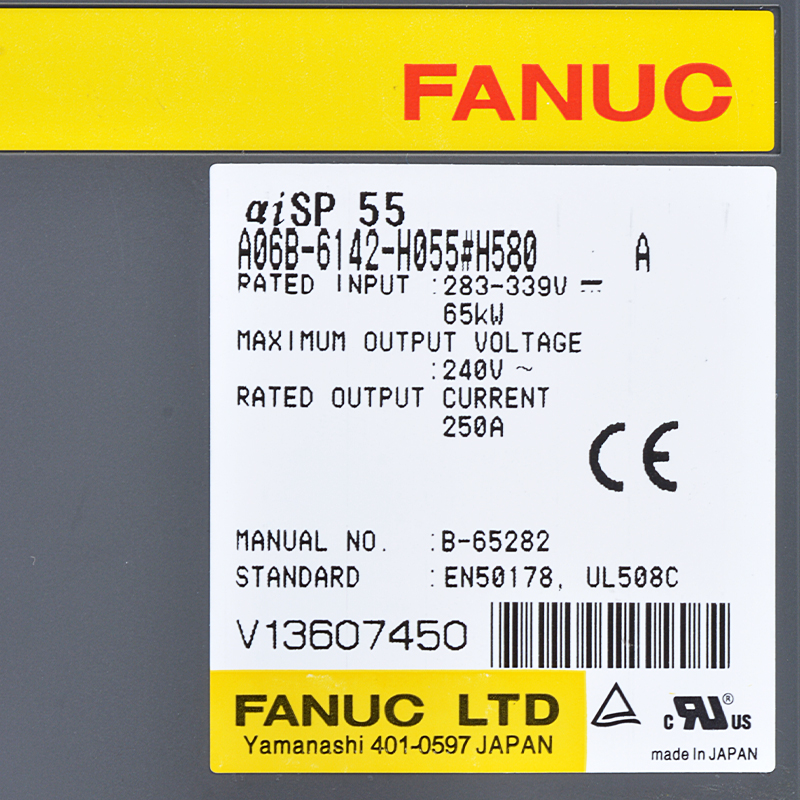 FANUC
αiSP 55
A06B-6142-H055#H580 A
RATED INPUT :283-339V ⎓
65kW
MAXIMUM OUTPUT VOLTAGE
:240V ~
RATED OUTPUT CURRENT
250A
CE
MANUAL NO. :B-65282
STANDARD :EN50178, UL508C
V13607450
FANUC LTD
Yamanashi 401-0597 JAPAN
c RU ® US
made in JAPAN